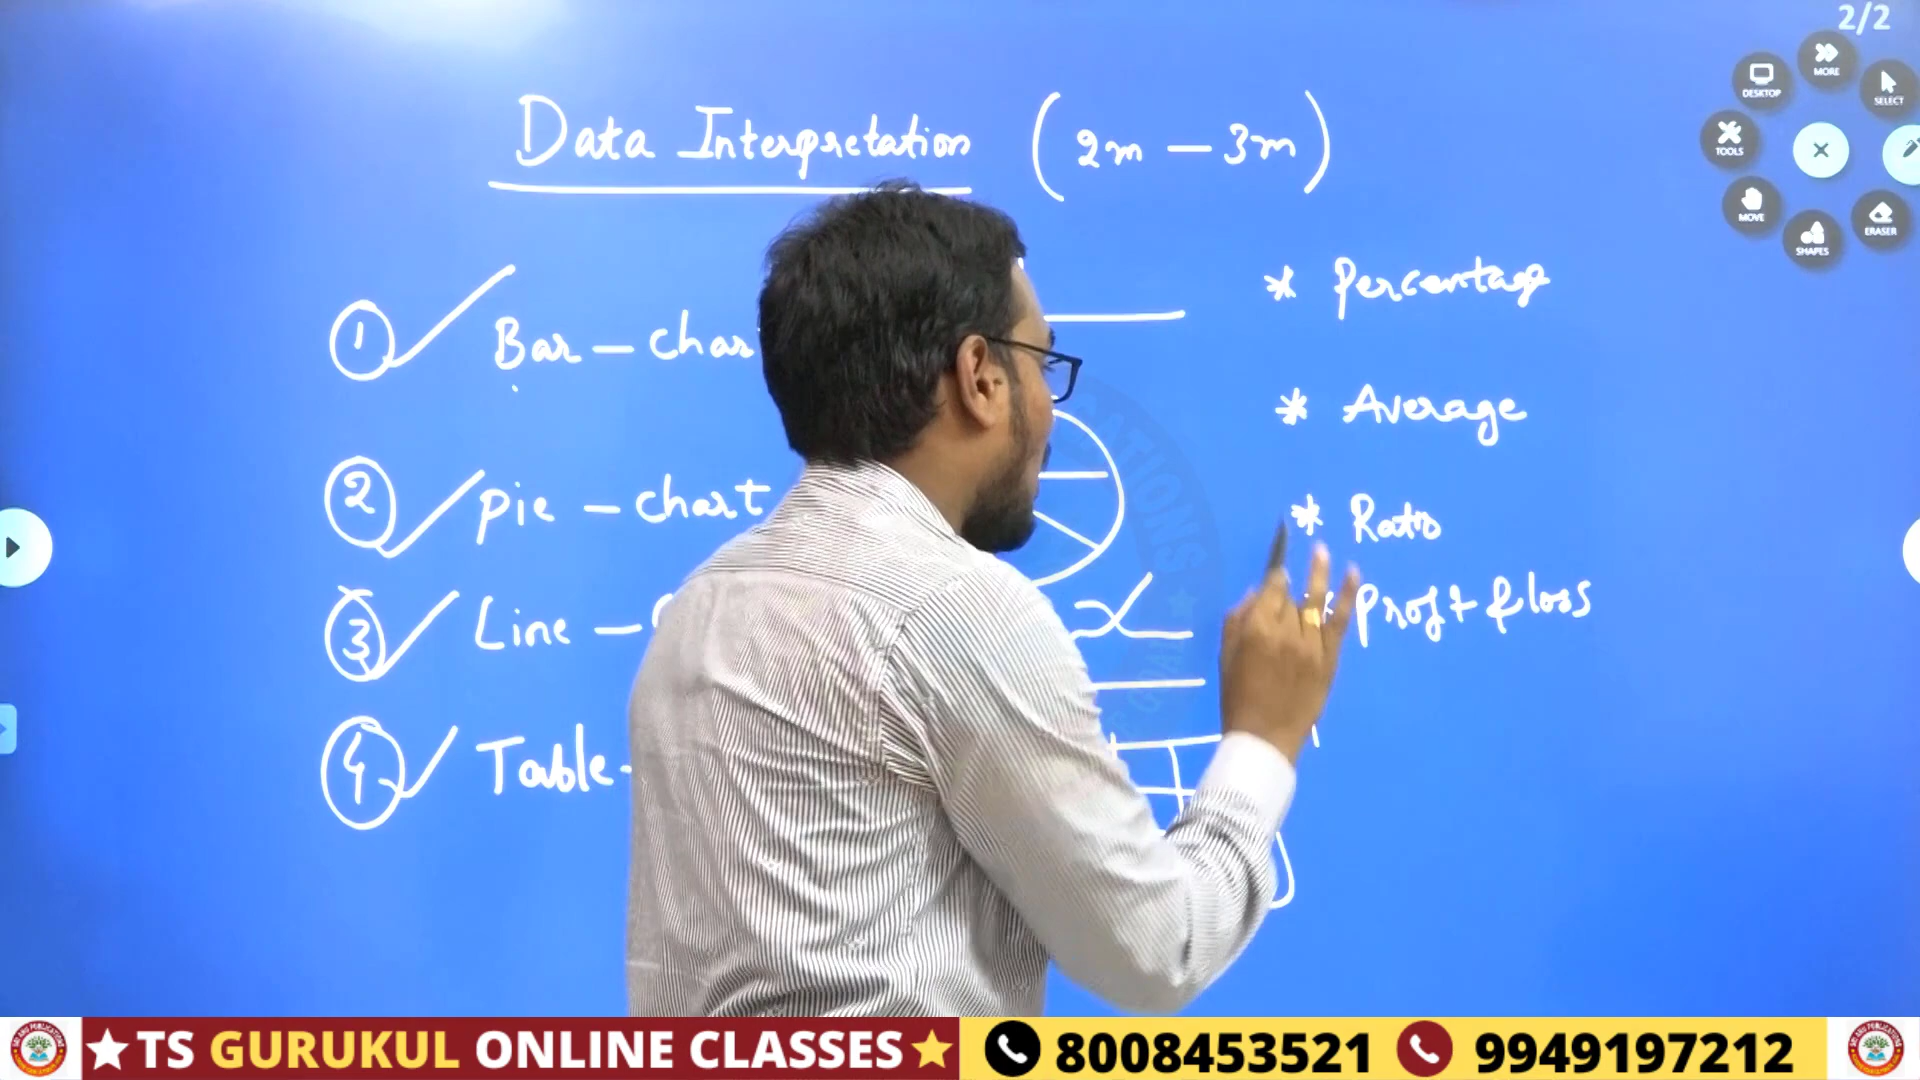 2/2
MORE
DESKTOP
SELECT
TOOLS
MOVE
SHAPES
ERASER
Data Interpretation (2m – 3m)
1 Bar – char
2 Pie – chart
3 Line –
4 Table-
* Percentage
* Average
* Ratio
* Profit & loss
TS GURUKUL ONLINE CLASSES
8008453521
9949197212